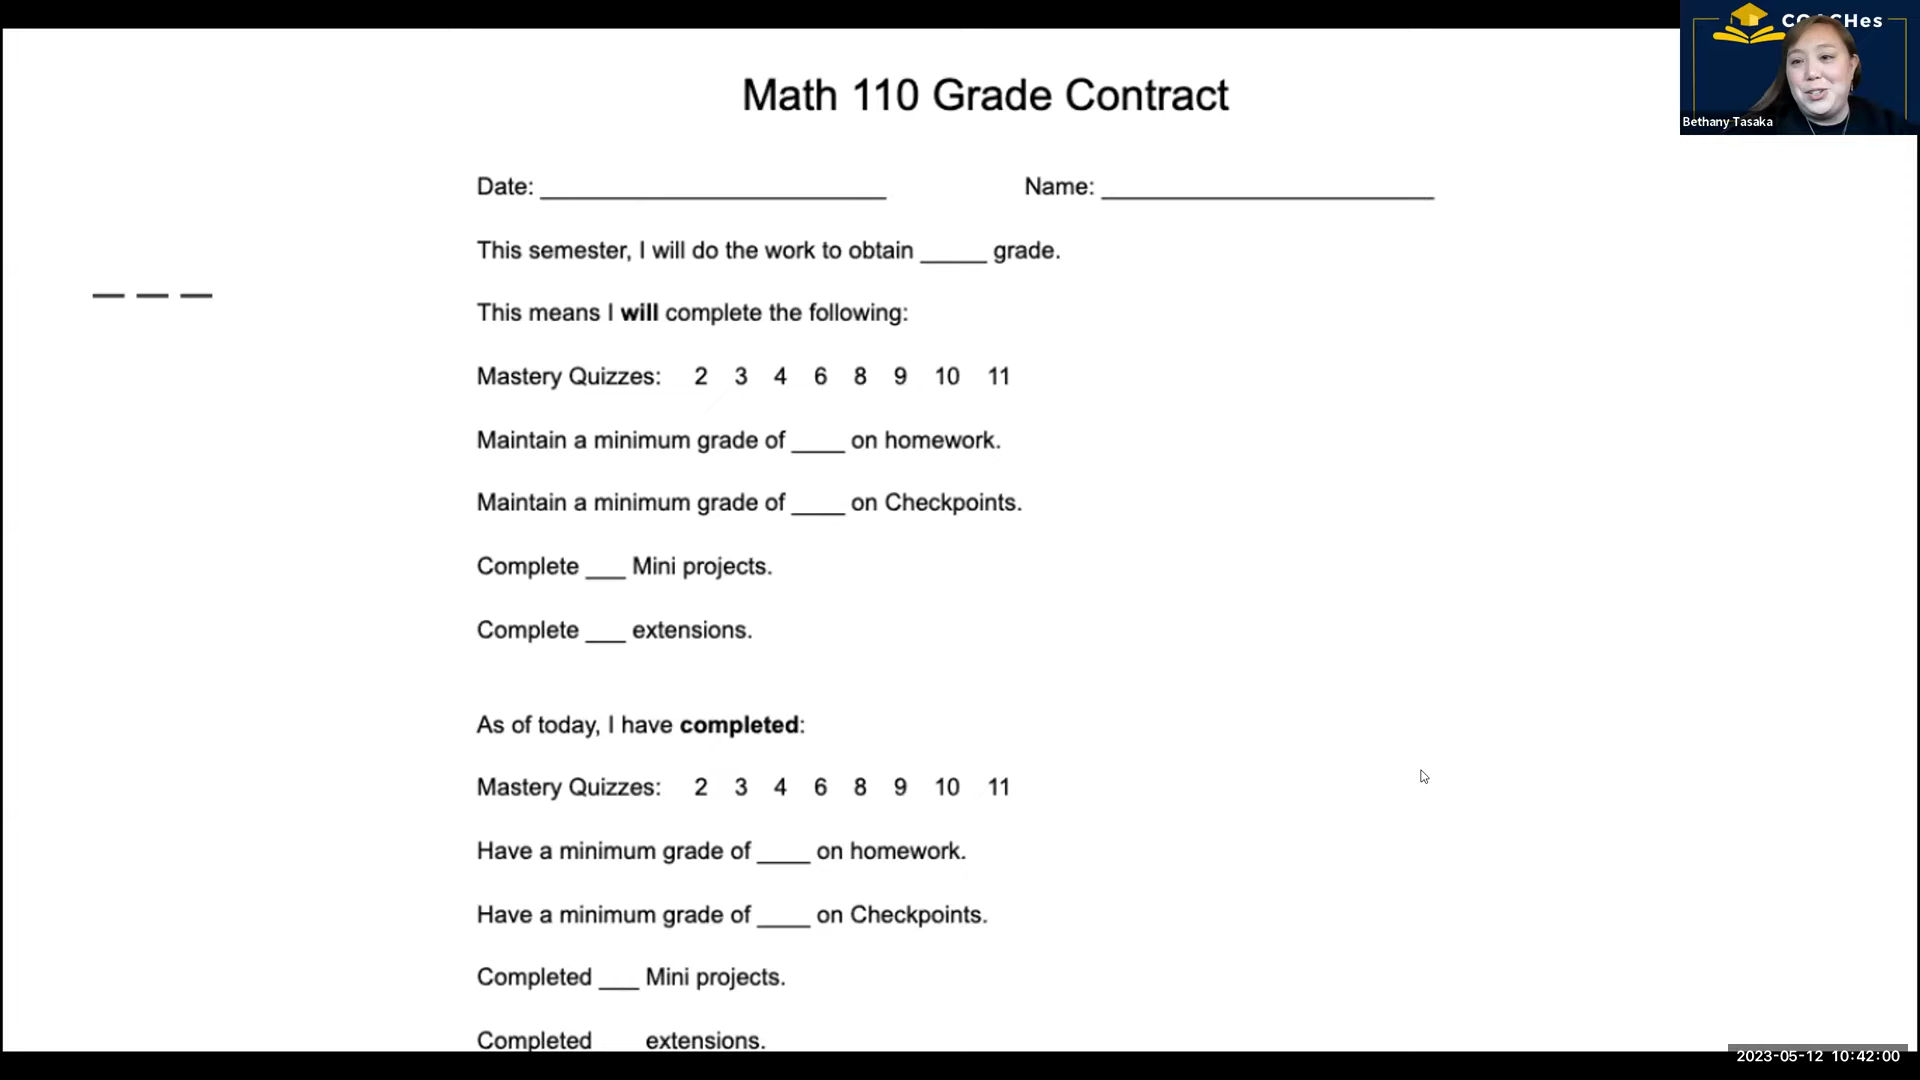 COACHes
Bethany Tasaka
Math 110 Grade Contract
Date: __________________________ Name: _________________________
This semester, I will do the work to obtain _____ grade.
This means I will complete the following:
Mastery Quizzes: 2 3 4 6 8 9 10 11
Maintain a minimum grade of ____ on homework.
Maintain a minimum grade of ____ on Checkpoints.
Complete ___ Mini projects.
Complete ___ extensions.
As of today, I have completed:
Mastery Quizzes: 2 3 4 6 8 9 10 11
Have a minimum grade of ____ on homework.
Have a minimum grade of ____ on Checkpoints.
Completed ___ Mini projects.
Completed extensions.
2023-05-12 10:42:00